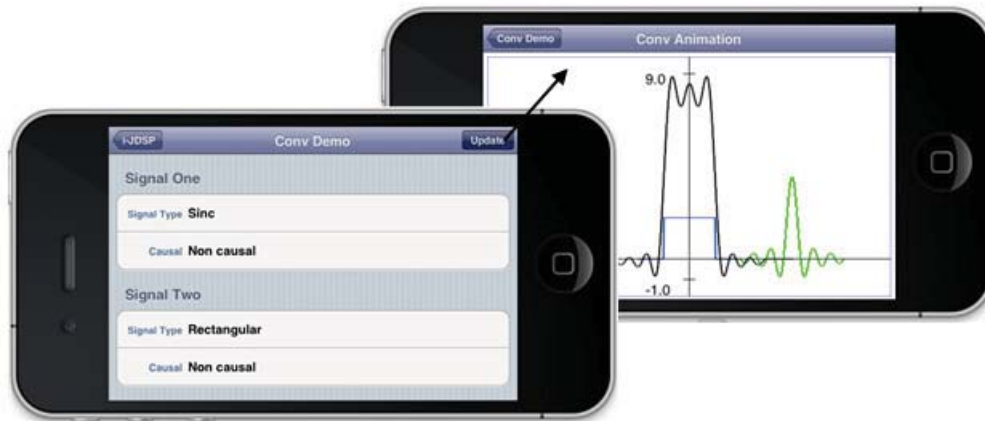 Conv Demo
Conv Animation
9.0
-1.0
i-JDSP
Conv Demo
Update
Signal One
Signal Type Sinc
Causal Non causal
Signal Two
Signal Type Rectangular
Causal Non causal